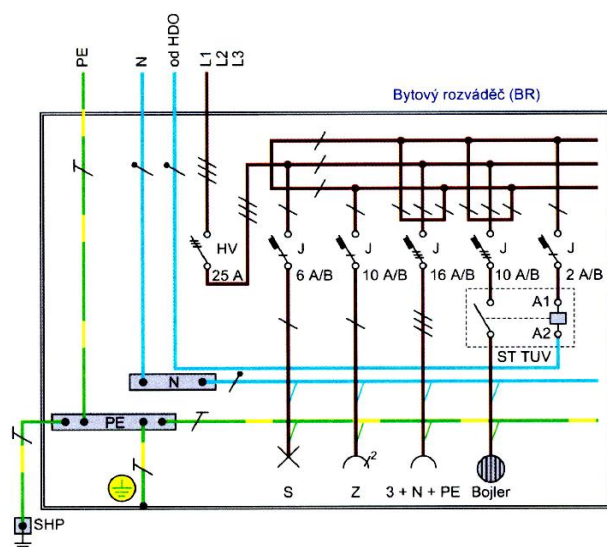 PE
N
od HDO
L1
L2
L3
Bytový rozváděč (BR)
HV
25 A
J
6 A/B
J
10 A/B
J
16 A/B
J
10 A/B
J
2 A/B
A1
A2
ST TUV
N
PE
2
S
Z
3 + N + PE
Bojler
SHP